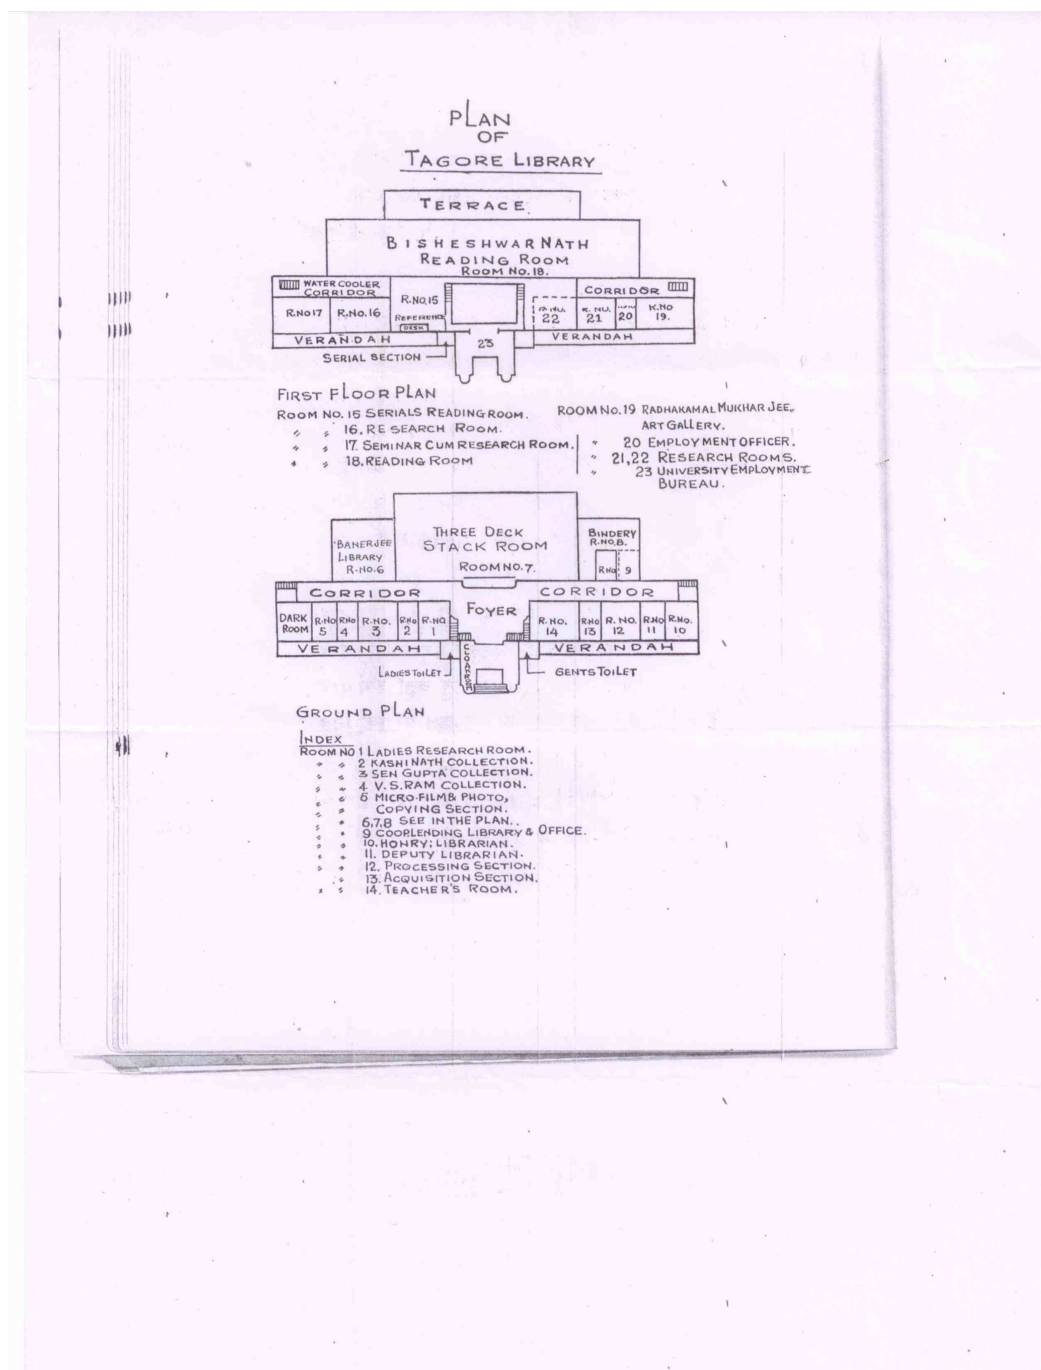 PLAN
OF
TAGORE LIBRARY
TERRACE
BISHESHWAR NATH
READING ROOM
ROOM NO. 18.
WATER COOLER
CORRIDOR
CORRIDOR
R.NO.15
R.NO17 R.NO.16
REFERENCE
DESK
22 21 20
R.NO
19.
VERANDAH
23
VERANDAH
SERIAL SECTION
FIRST FLOOR PLAN
ROOM NO. 15 SERIALS READING ROOM.
" " 16. RESEARCH ROOM.
" " 17. SEMINAR CUM RESEARCH ROOM.
" " 18. READING ROOM
ROOM NO. 19 RADHAKAMAL MUKHAR JEE.
ART GALLERY.
" 20 EMPLOYMENT OFFICER.
" 21,22 RESEARCH ROOMS.
" 23 UNIVERSITY EMPLOYMENT
BUREAU.
BANERJEE
LIBRARY
R.NO.6
THREE DECK
STACK ROOM
ROOM NO.7.
BINDERY
R.NO.8.
R.NO 9
CORRIDOR
CORRIDOR
FOYER
DARK
ROOM
R.NO
5
R.NO
4
R.NO.
3
R.NO
2
R.NO
1
R.NO.
14
R.NO
13
R.NO.
12
R.NO
11
R.NO.
10
VERANDAH
VERANDAH
LADIES TOILET
GENTS TOILET
GROUND PLAN
INDEX
ROOM NO 1 LADIES RESEARCH ROOM.
" " 2 KASHI NATH COLLECTION.
" " 3 SEN GUPTA COLLECTION.
" " 4 V.S.RAM COLLECTION.
" 5 MICRO-FILM & PHOTO,
COPYING SECTION.
" " 6,7,8 SEE IN THE PLAN..
" " 9 COOPLENDING LIBRARY & OFFICE.
" " 10. HONRY; LIBRARIAN.
" " 11. DEPUTY LIBRARIAN.
" " 12. PROCESSING SECTION.
" " 13. ACQUISITION SECTION.
" " 14. TEACHER'S ROOM.